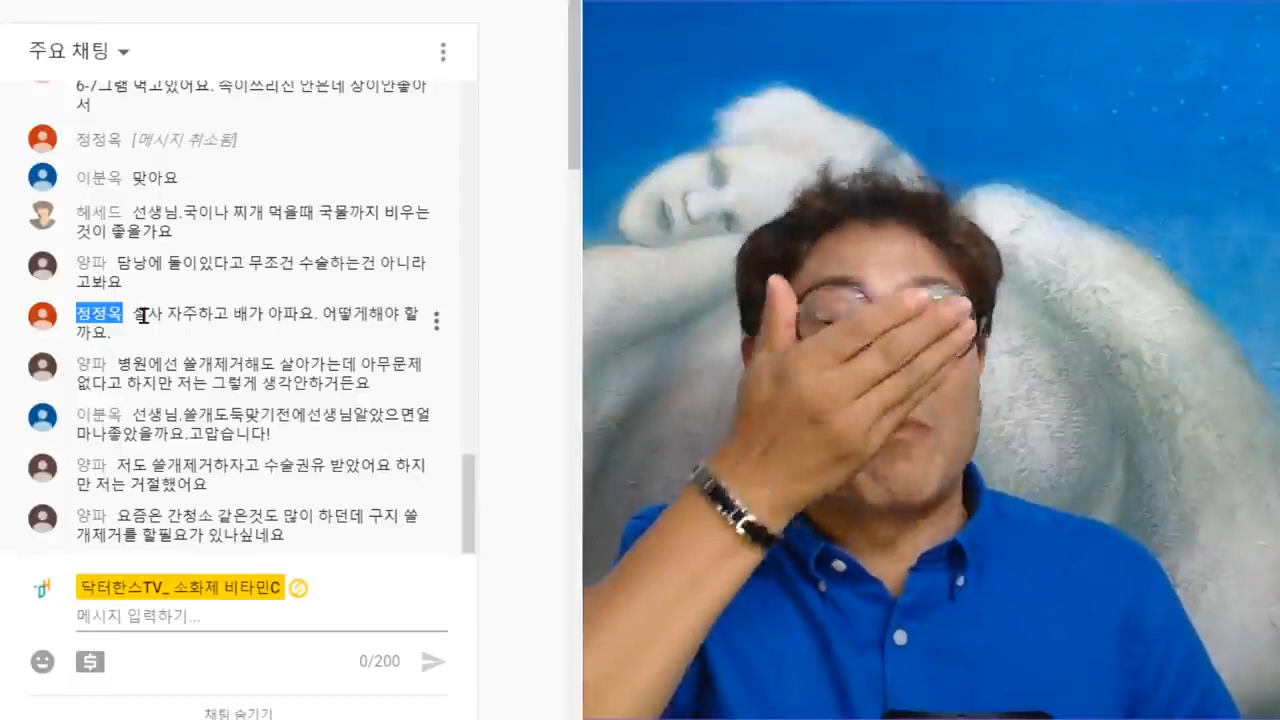 주요 채팅
6-7그램 먹고있어요. 속이쓰리진 안은네 장이안좋아
서
정정옥 [메시지 취소됨]
이분옥 맞아요
헤세드 선생님.국이나 찌개 먹을때 국물까지 비우는
것이 좋을가요
양파 담낭에 돌이있다고 무조건 수술하는건 아니라
고봐요
정정옥 설사 자주하고 배가 아파요. 어떻게해야 할
까요.
양파 병원에선 쓸개제거해도 살아가는데 아무문제
없다고 하지만 저는 그렇게 생각안하거든요
이분옥 선생님.쓸개도둑맞기전에선생님알았으면얼
마나좋았을까요.고맙습니다!
양파 저도 쓸개제거하자고 수술권유 받았어요 하지
만 저는 거절했어요
양파 요즘은 간청소 같은것도 많이 하던데 구지 쓸
개제거를 할필요가 있나싶네요
닥터한스TV_ 소화제 비타민C
메시지 입력하기...
0/200
채팅 숨기기